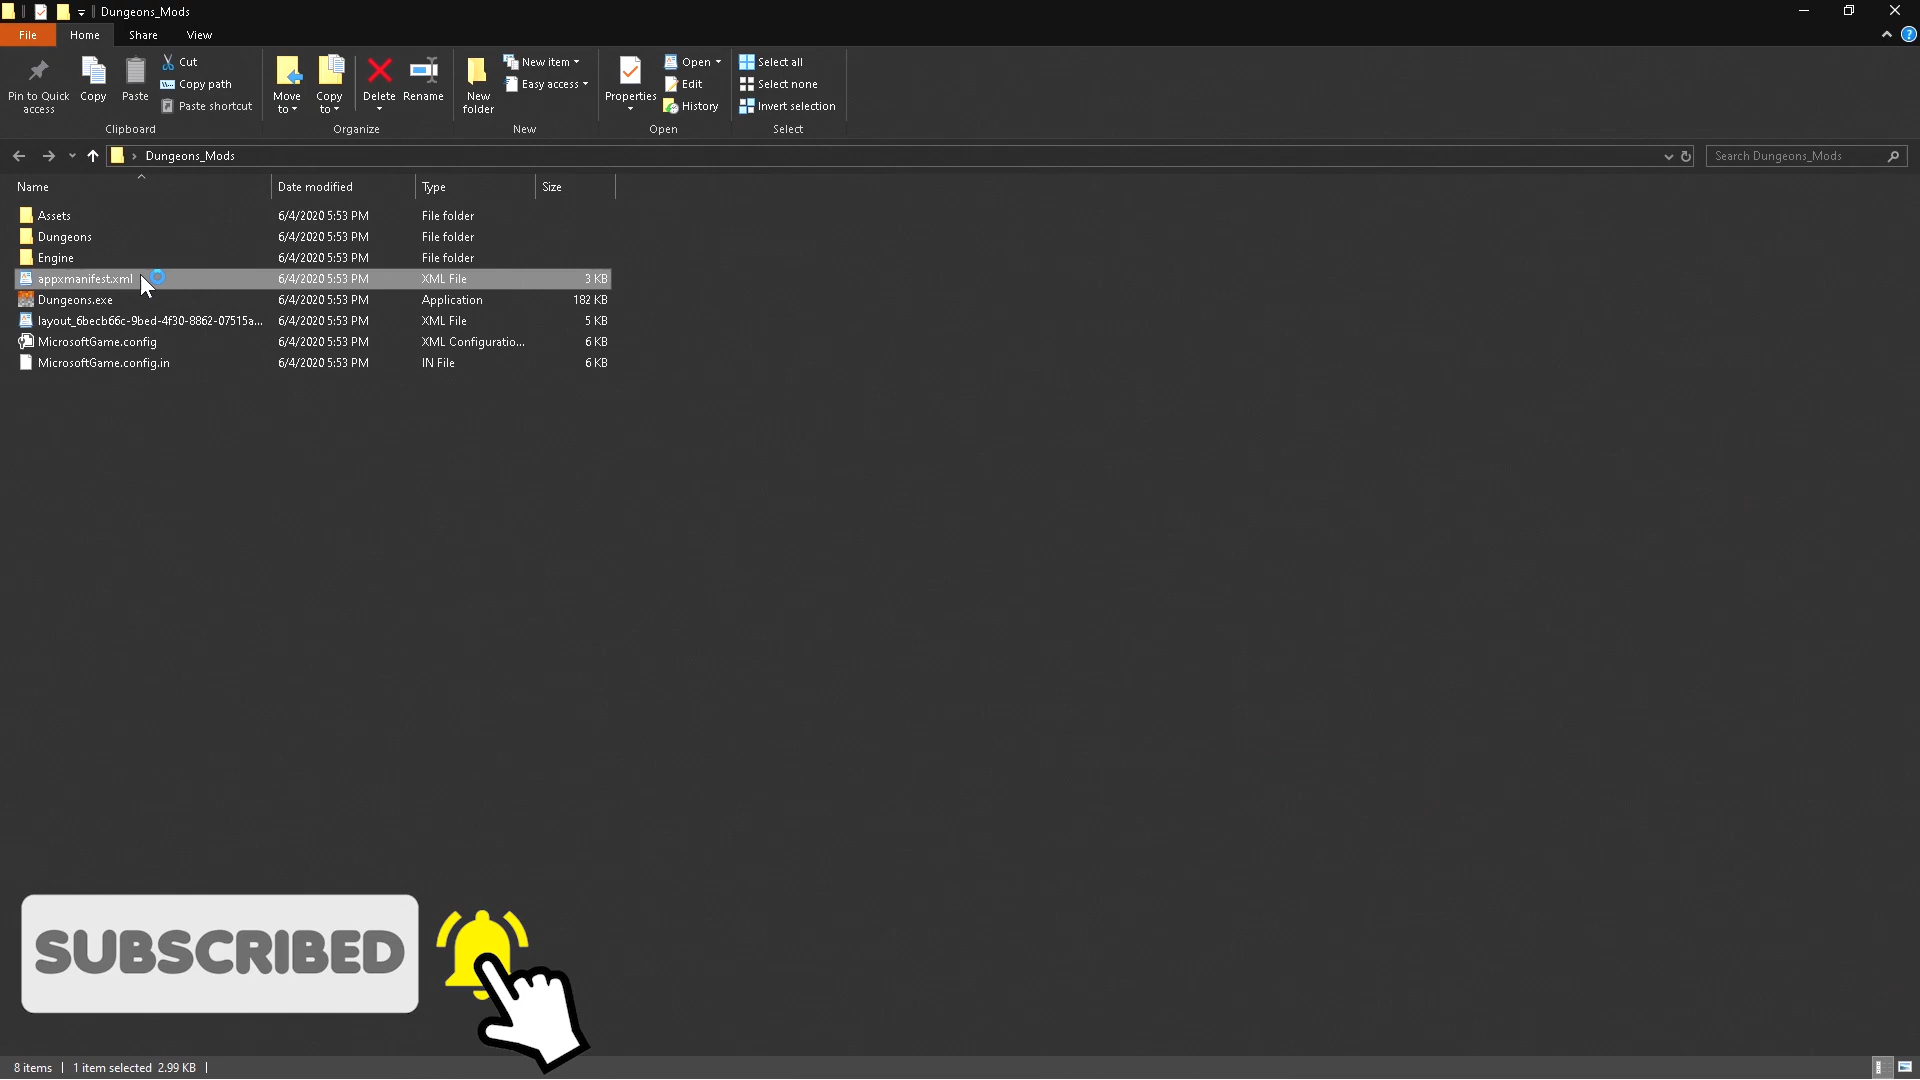 Dungeons_Mods
File Home Share View
Pin to Quick access
Copy
Paste
Cut
Copy path
Paste shortcut
Clipboard
Move to
Copy to
Delete
Rename
Organize
New folder
New item
Easy access
New
Properties
Open
Edit
History
Open
Select all
Select none
Invert selection
Select
Dungeons_Mods
Search Dungeons_Mods
Name Date modified Type Size
Assets 6/4/2020 5:53 PM File folder
Dungeons 6/4/2020 5:53 PM File folder
Engine 6/4/2020 5:53 PM File folder
appxmanifest.xml 6/4/2020 5:53 PM XML File 3 KB
Dungeons.exe 6/4/2020 5:53 PM Application 182 KB
layout_6becb66c-9bed-4f30-8862-07515a... 6/4/2020 5:53 PM XML File 5 KB
MicrosoftGame.config 6/4/2020 5:53 PM XML Configuratio... 6 KB
MicrosoftGame.config.in 6/4/2020 5:53 PM IN File 6 KB
SUBSCRIBED
8 items 1 item selected 2.99 KB